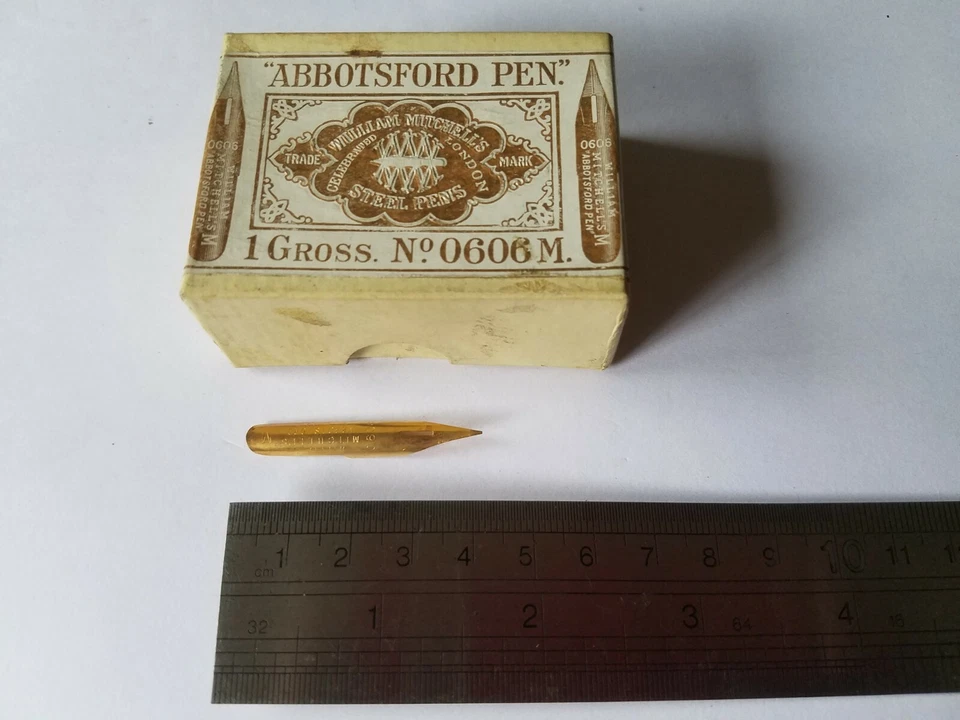 "ABBOTSFORD PEN."
WILLIAM MITCHELL'S
CELEBRATED
LONDON
TRADE
MARK
STEEL PENS
0606
WILLIAM
MITCHELL'S
"ABBOTSFORD PEN"
M
0606
WILLIAM
MITCHELL'S
"ABBOTSFORD PEN"
M
1 GROSS. Nº 0606 M.
MITCHELL'S
1 2 3 4 5 6 7 8 9 10 11
cm
1 2 3 4
32 64 16